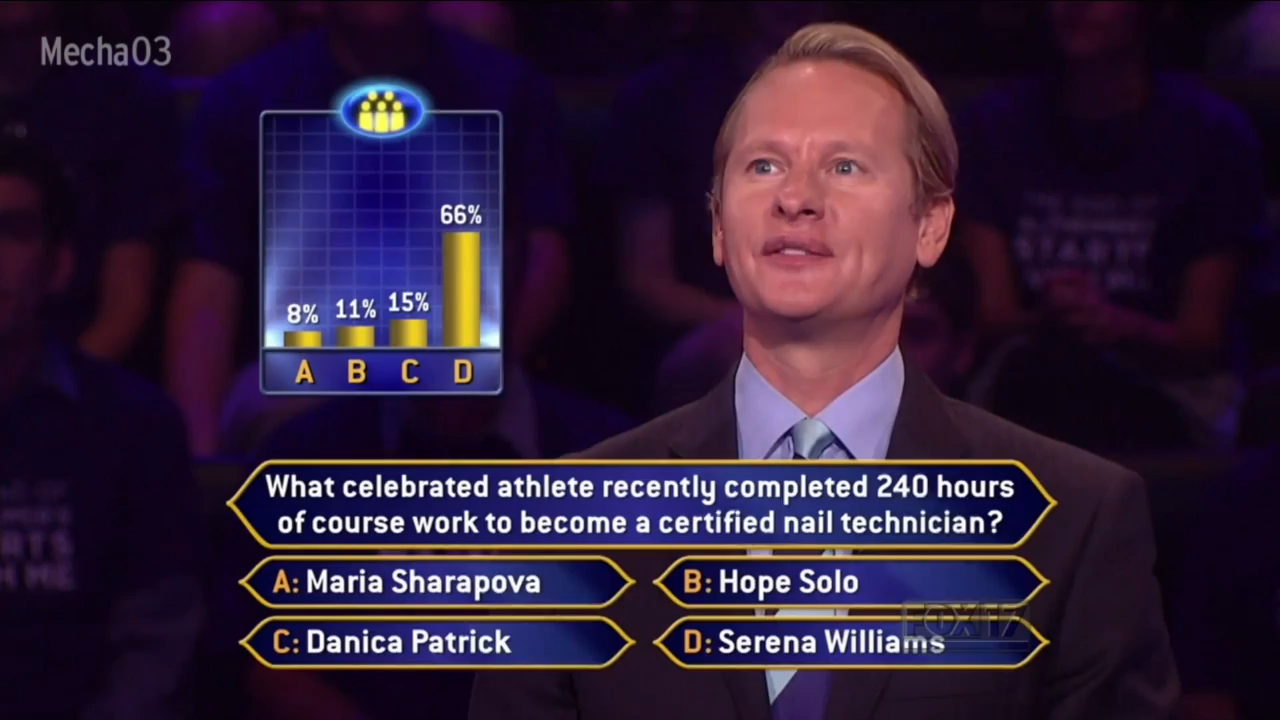 Mecha03
66%
8% 11% 15%
A B C D
What celebrated athlete recently completed 240 hours
of course work to become a certified nail technician?
A: Maria Sharapova
B: Hope Solo
C: Danica Patrick
D: Serena Williams
FOX17
START!